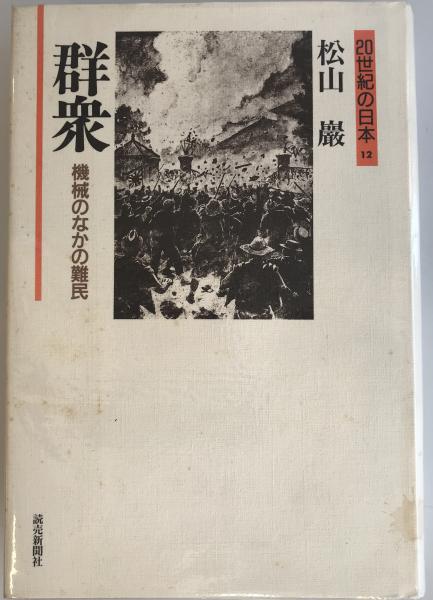 20世紀の日本 12
松山 巖
群衆
機械のなかの難民
読売新聞社